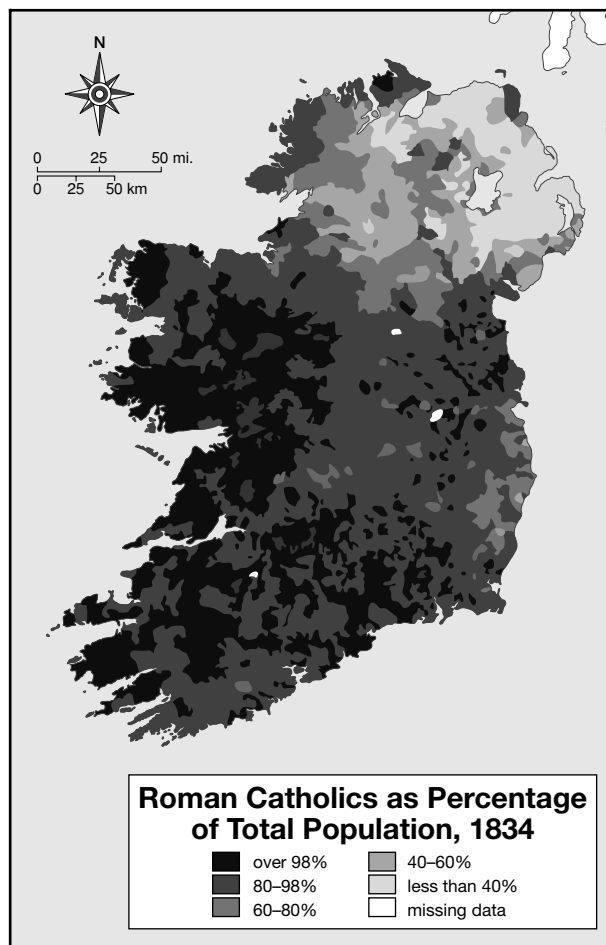 N
0 25 50 mi.
0 25 50 km
Roman Catholics as Percentage
of Total Population, 1834
over 98%
80–98%
60–80%
40–60%
less than 40%
missing data